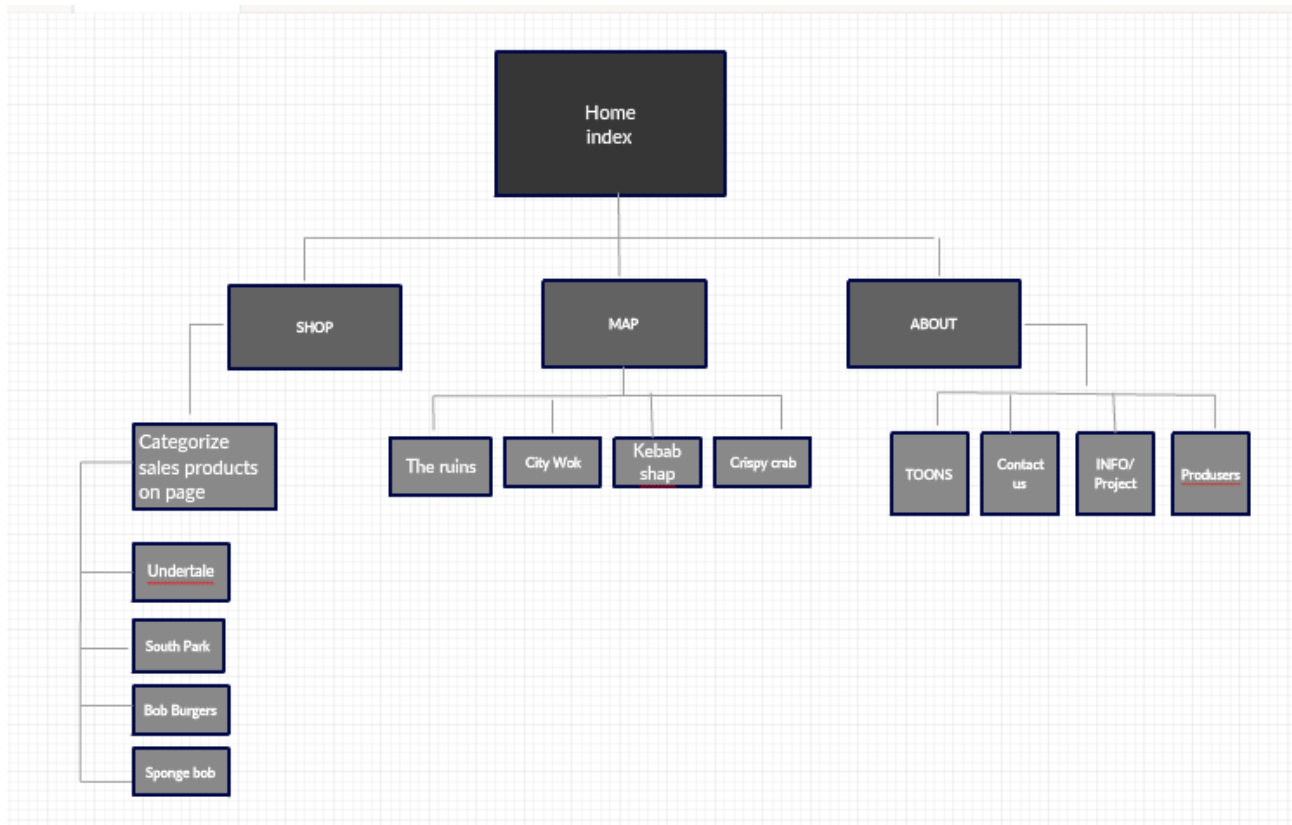 Home
index
SHOP
MAP
ABOUT
Categorize
sales products
on page
The ruins
City Wok
Kebab
shap
Crispy crab
TOONS
Contact
us
INFO/
Project
Produsers
Undertale
South Park
Bob Burgers
Sponge bob